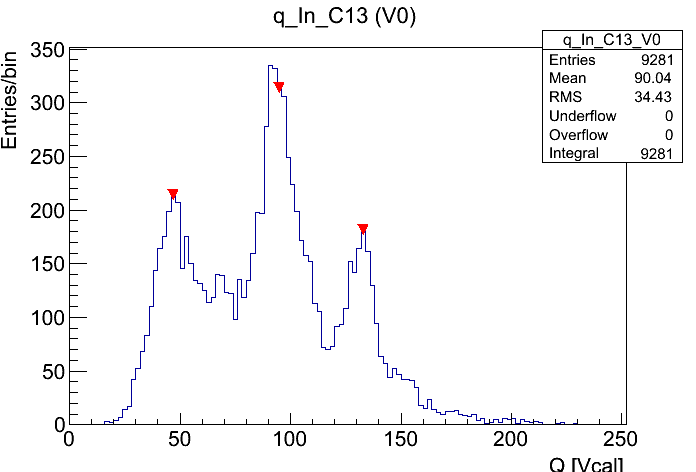 q_In_C13 (V0)
q_In_C13_V0
Entries 9281
Mean 90.04
RMS 34.43
Underflow 0
Overflow 0
Integral 9281
Entries/bin
350
300
250
200
150
100
50
0
0 50 100 150 200 250
Q [Vcal]